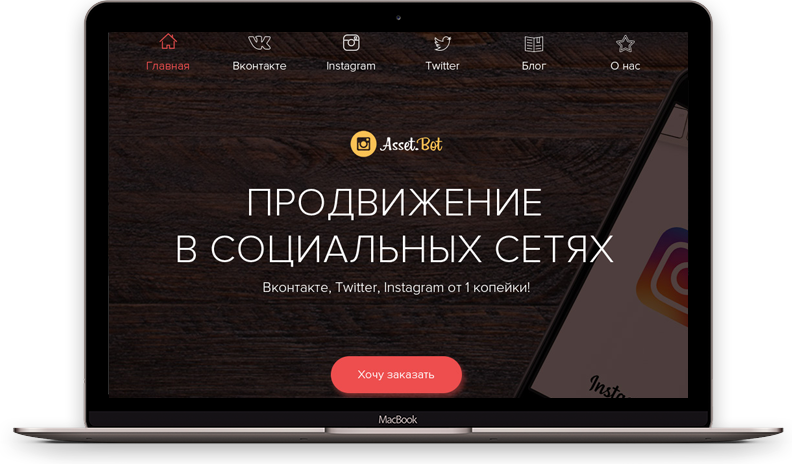 Главная
Вконтакте
Instagram
Twitter
Блог
О нас
Asset.Bot
ПРОДВИЖЕНИЕ
В СОЦИАЛЬНЫХ СЕТЯХ
Вконтакте, Twitter, Instagram от 1 копейки!
Хочу заказать
Insta
MacBook